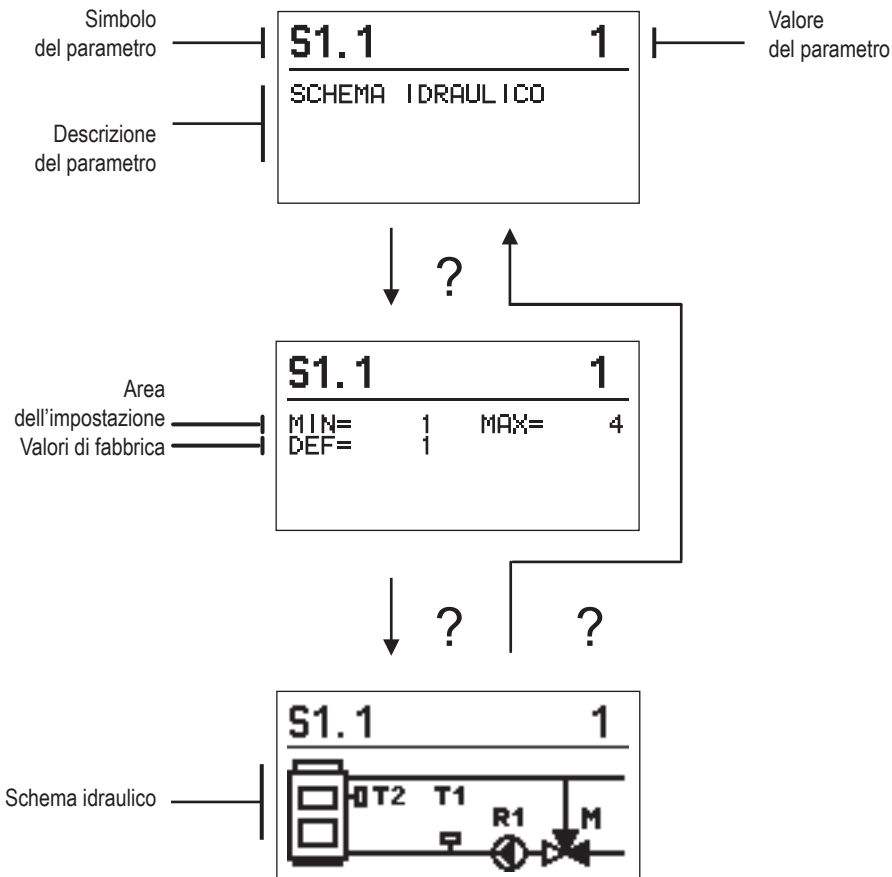 Simbolo
del parametro
S1.1 1
Valore
del parametro
SCHEMA IDRAULICO
Descrizione
del parametro
?
S1.1 1
Area
dell'impostazione
MIN= 1 MAX= 4
Valori di fabbrica
DEF= 1
? ?
S1.1 1
Schema idraulico
T2 T1
R1 M